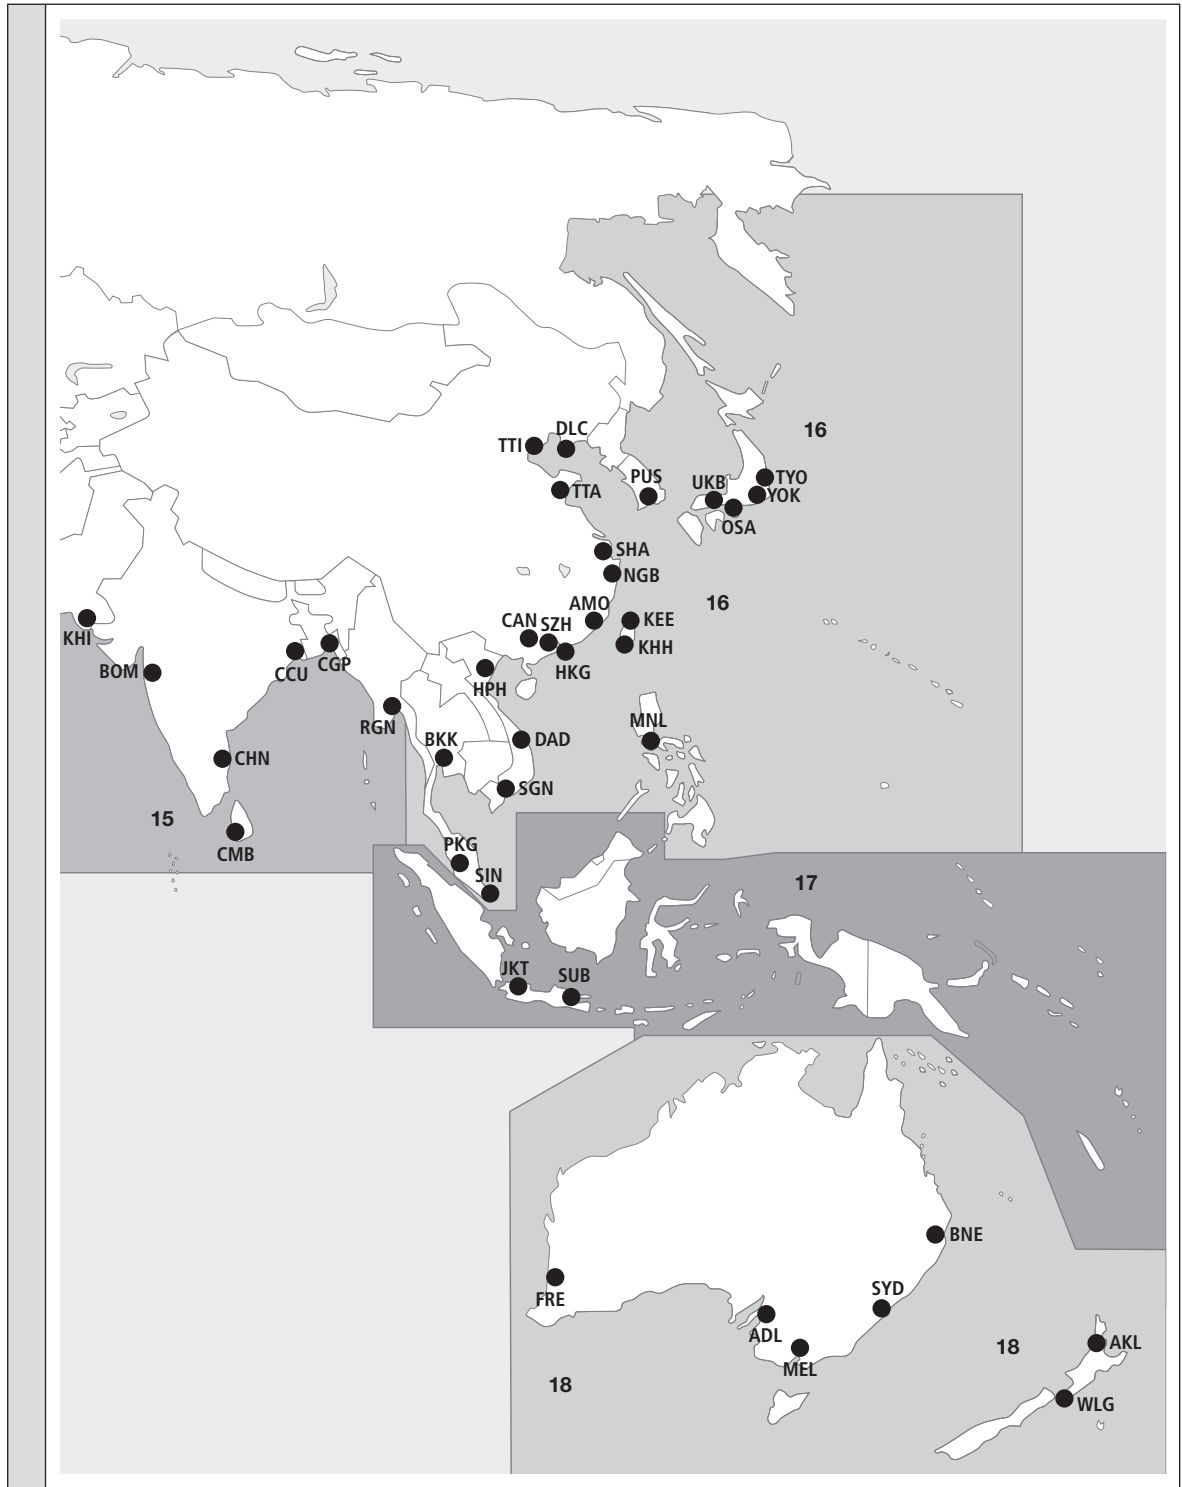 16
DLC
TTI
PUS
TYO
UKB
TTA
YOK
OSA
SHA
NGB
16
AMO
CAN
SZH
KEE
KHI
KHH
CGP
HKG
BOM
CCU
HPH
MNL
RGN
BKK
DAD
CHN
SGN
15
PKG
CMB
SIN
17
JKT
SUB
BNE
SYD
FRE
ADL
AKL
18
MEL
18
WLG